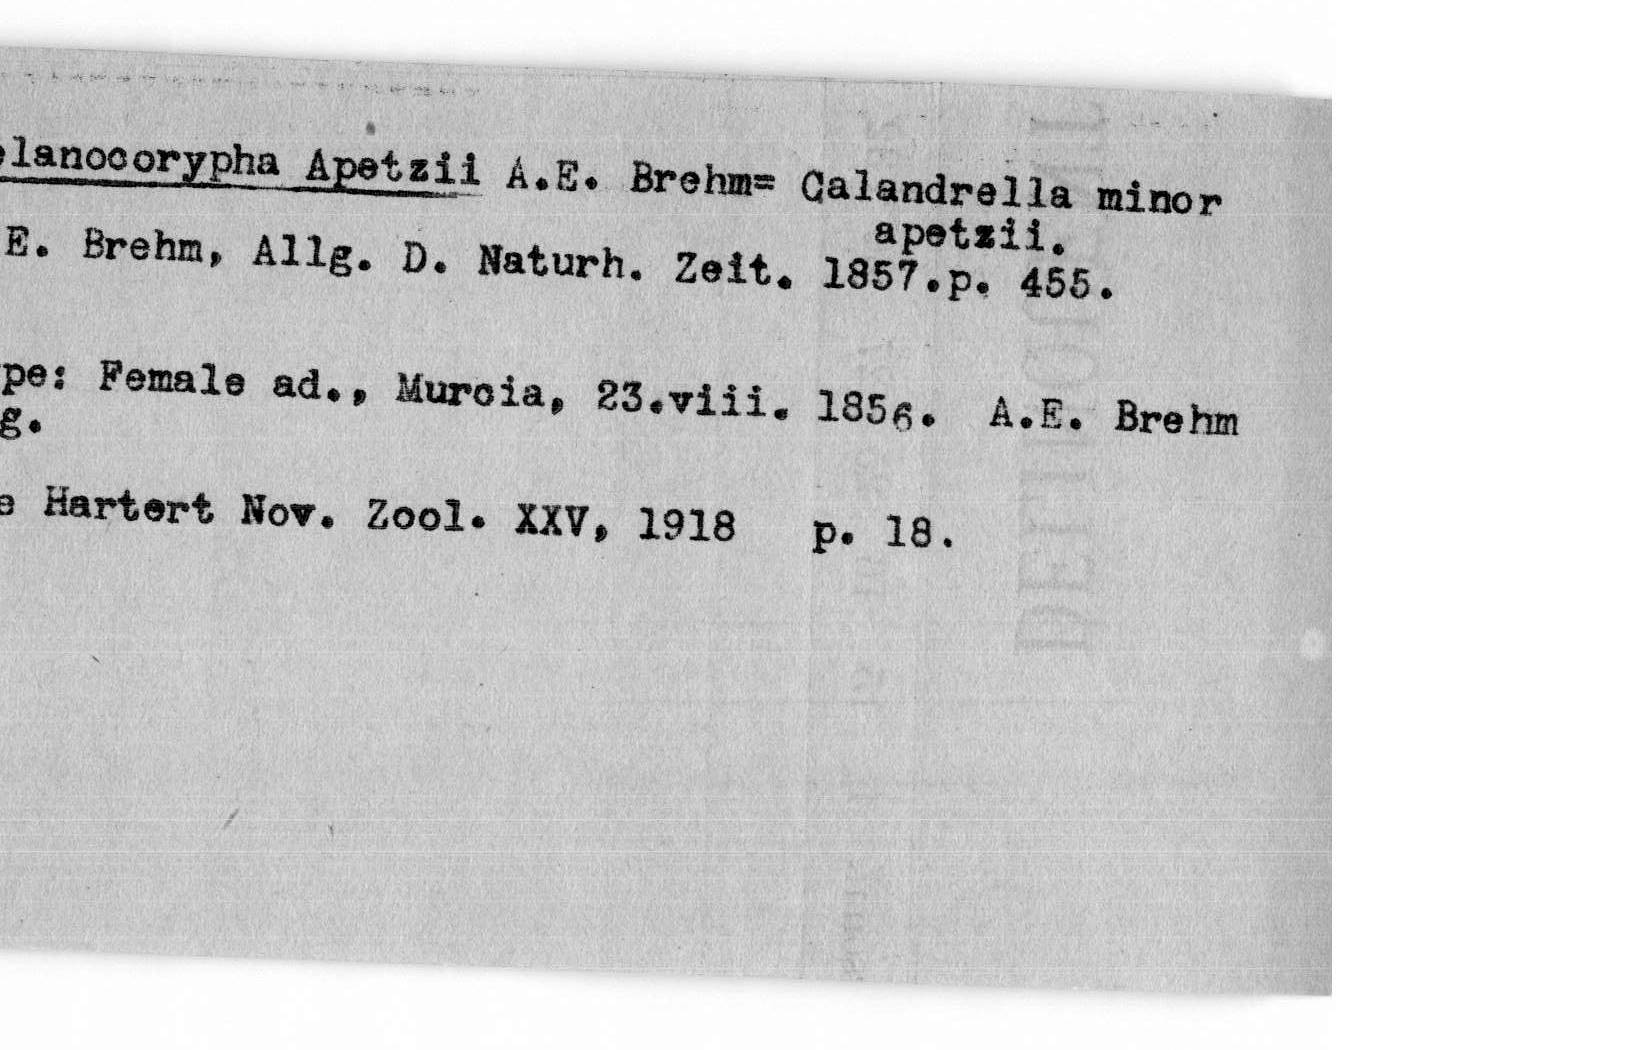 elanocorypha Apetzii A.E. Brehm= Calandrella minor
apetzii.
E. Brehm, Allg. D. Naturh. Zeit. 1857.p. 455.
pe: Female ad., Murcia, 23.viii. 1856. A.E. Brehm
g.
e Hartert Nov. Zool. XXV, 1918 p. 18.